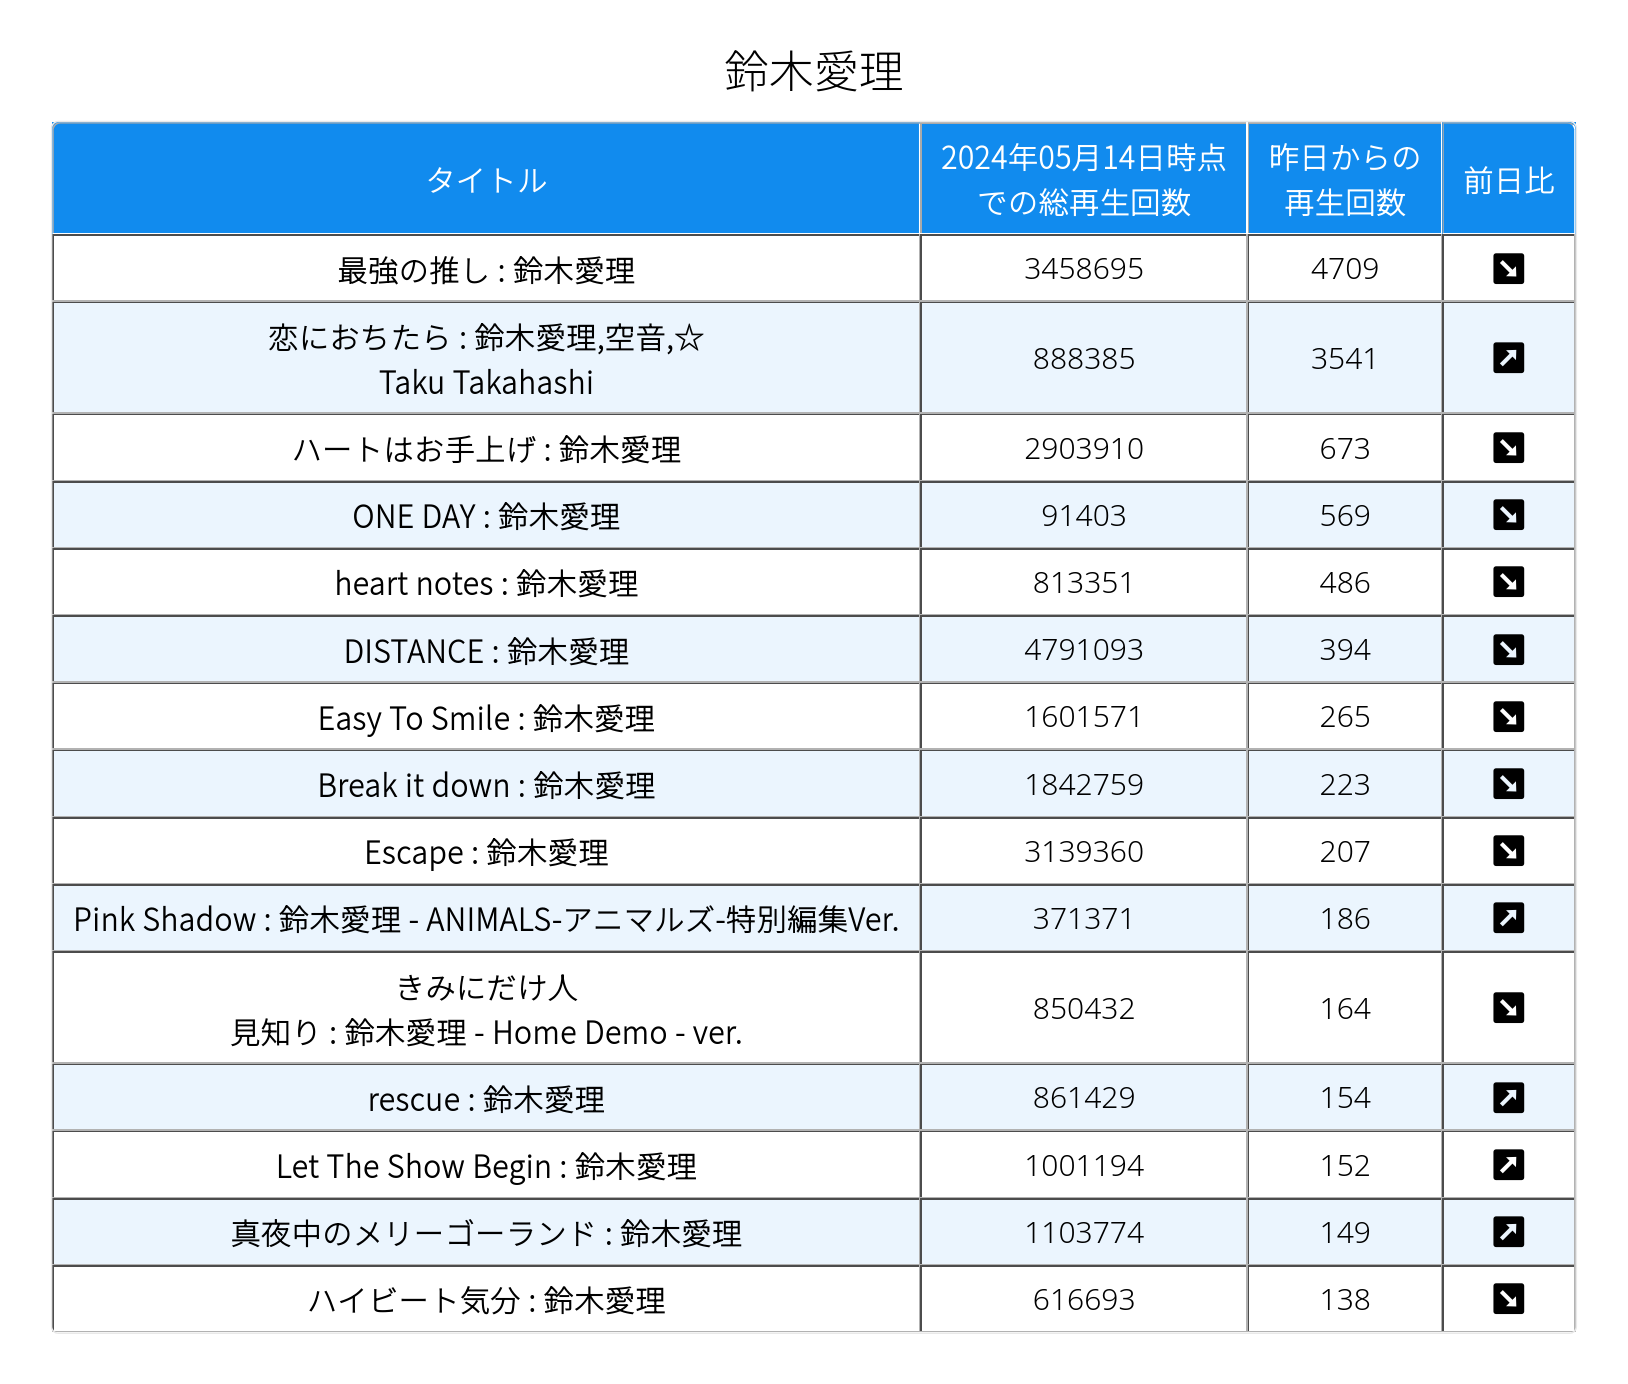 鈴木愛理
タイトル
2024年05月14日時点
での総再生回数
昨日からの
再生回数
前日比
最強の推し : 鈴木愛理
3458695
4709
恋におちたら : 鈴木愛理,空音,☆
Taku Takahashi
888385
3541
ハートはお手上げ : 鈴木愛理
2903910
673
ONE DAY : 鈴木愛理
91403
569
heart notes : 鈴木愛理
813351
486
DISTANCE : 鈴木愛理
4791093
394
Easy To Smile : 鈴木愛理
1601571
265
Break it down : 鈴木愛理
1842759
223
Escape : 鈴木愛理
3139360
207
Pink Shadow : 鈴木愛理 - ANIMALS-アニマルズ-特別編集Ver.
371371
186
きみにだけ人
見知り : 鈴木愛理 - Home Demo - ver.
850432
164
rescue : 鈴木愛理
861429
154
Let The Show Begin : 鈴木愛理
1001194
152
真夜中のメリーゴーランド : 鈴木愛理
1103774
149
ハイビート気分 : 鈴木愛理
616693
138